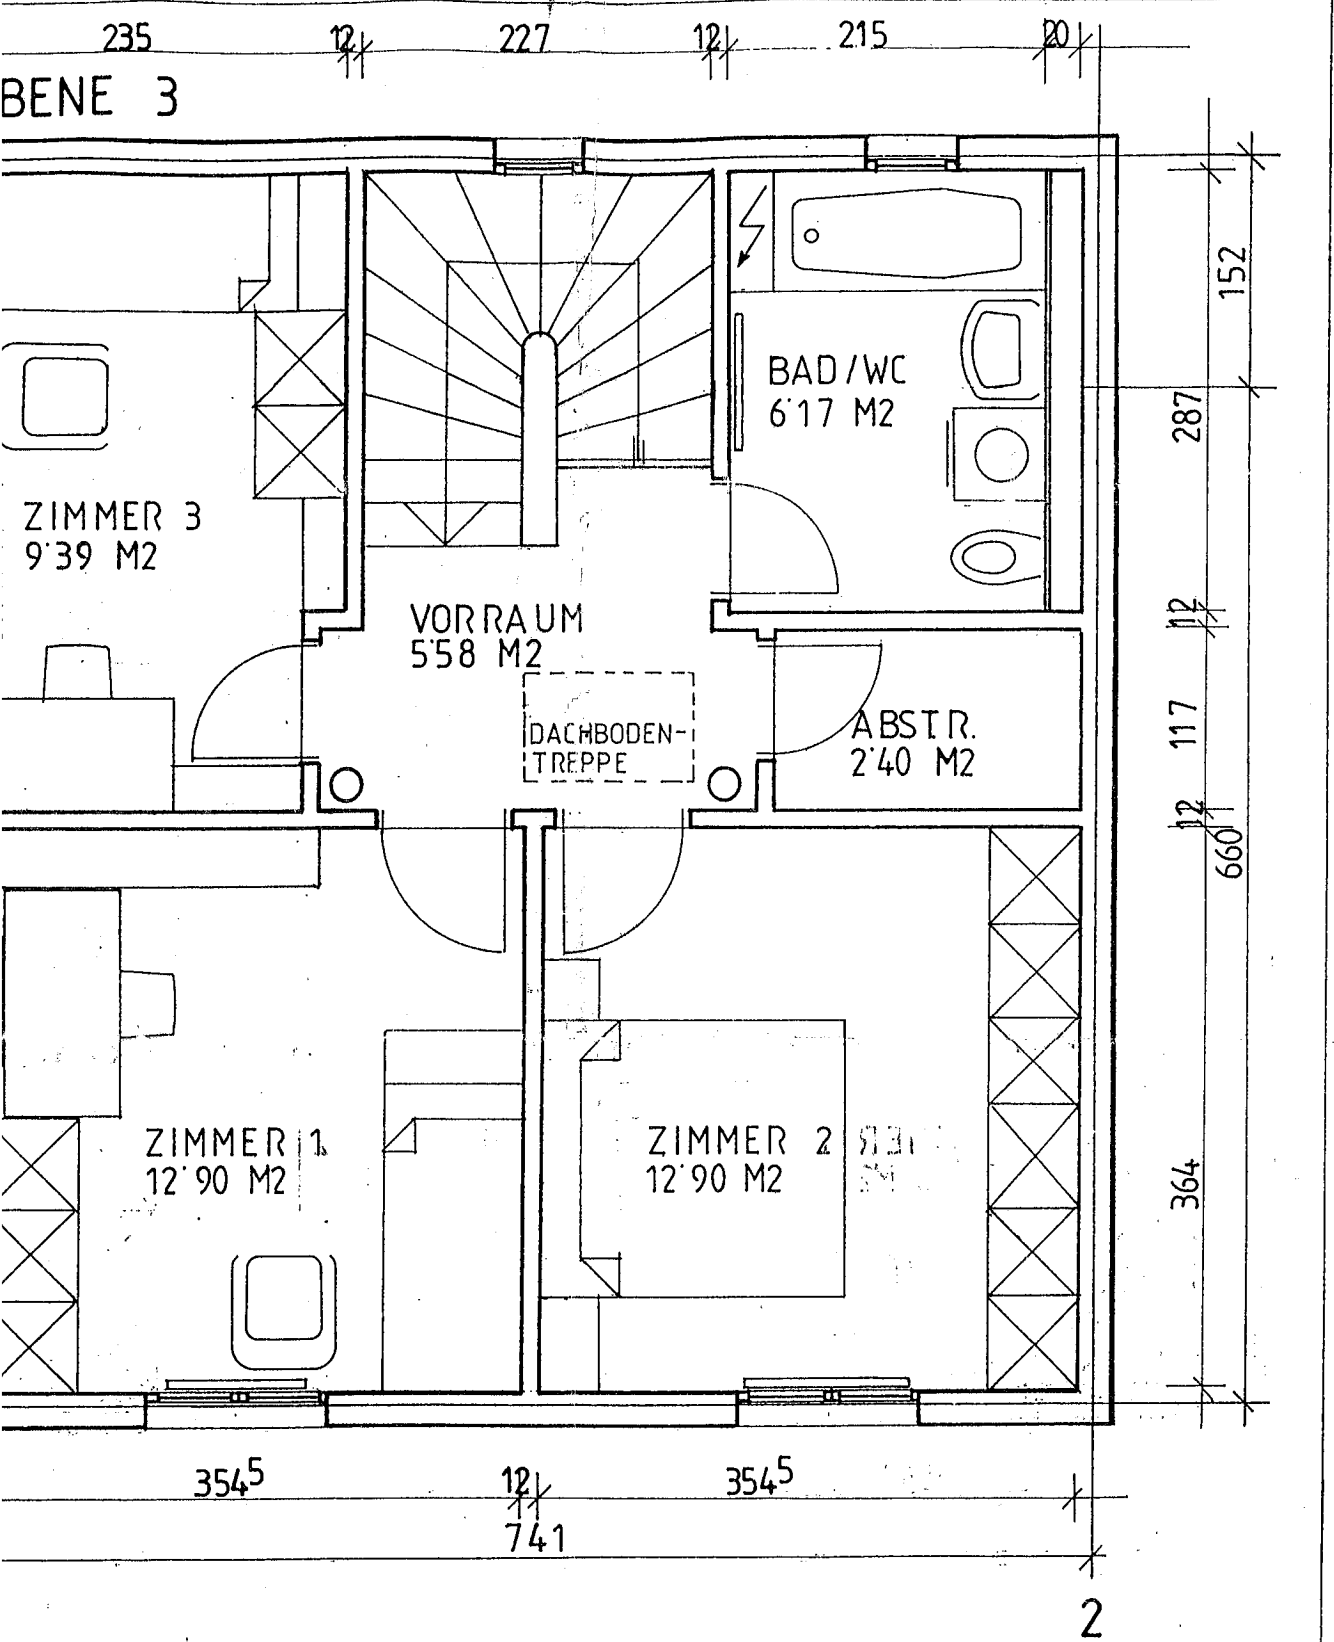 235
12
227
12
215
20
BENE 3
152
BAD/WC
6'17 M2
287
ZIMMER 3
9'39 M2
VORRAUM
5'58 M2
12
117
ABSTR.
2'40 M2
DACHBODEN-
TREPPE
12
660
ZIMMER 1
12'90 M2
ZIMMER 2
12'90 M2
364
354⁵
12
354⁵
741
2